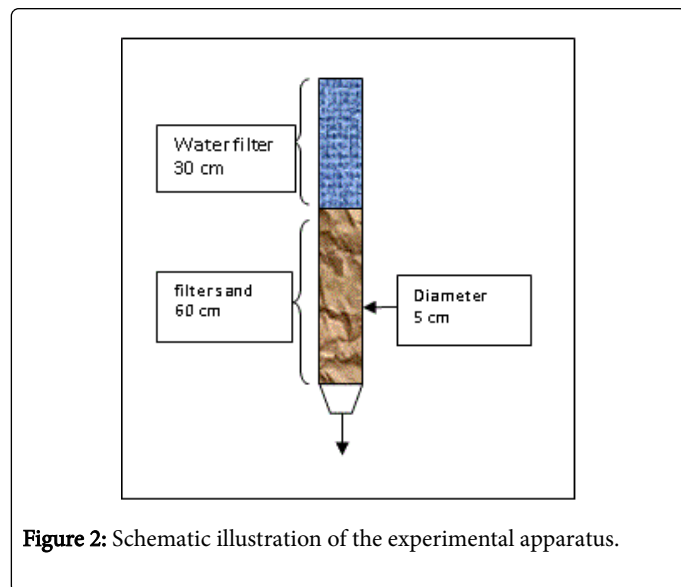 Water filter
30 cm
filter sand
60 cm
Diameter
5 cm
Figure 2: Schematic illustration of the experimental apparatus.